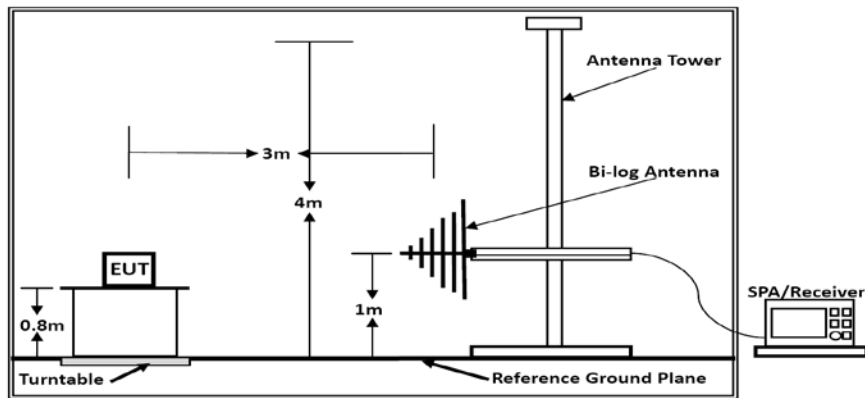 Antenna Tower
3m
Bi-log Antenna
4m
EUT
SPA/Receiver
0.8m
1m
Turntable
Reference Ground Plane